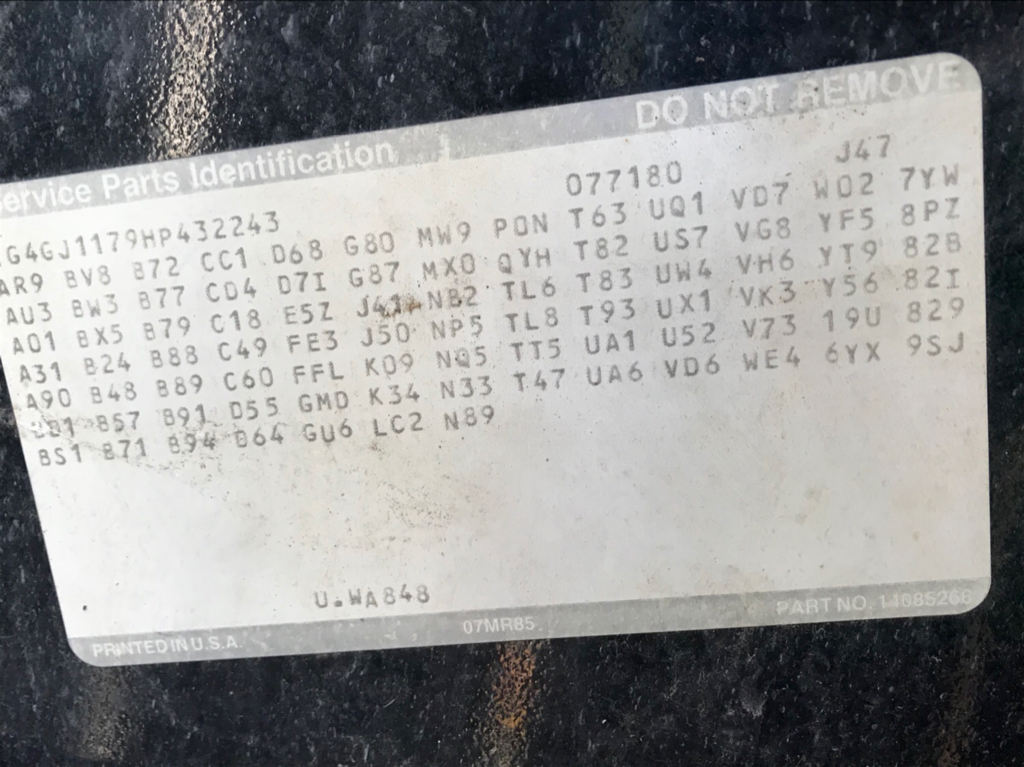 Service Parts Identification DO NOT REMOVE
G4GJ1179HP432243 077180 J47
AR9 BV8 B72 CC1 D68 G80 MW9 PON T63 UQ1 VD7 W02 7YW
AU3 BW3 B77 CD4 D7I G87 MX0 QYH T82 US7 VG8 YF5 8PZ
A01 BX5 B79 C18 E5Z J41 NB2 TL6 T83 UW4 VH6 YT9 82B
A31 B24 B88 C49 FE3 J50 NP5 TL8 T93 UX1 VK3 Y56 82I
A90 B48 B89 C60 FFL K09 NQ5 TT5 UA1 U52 V73 19U 829
B57 B91 D55 GMD K34 N33 T47 UA6 VD6 WE4 6YX 9SJ
BS1 B71 B94 D64 GU6 LC2 N89
U.WA848
PRINTED IN U.S.A. 07MR85 PART NO. 14085268